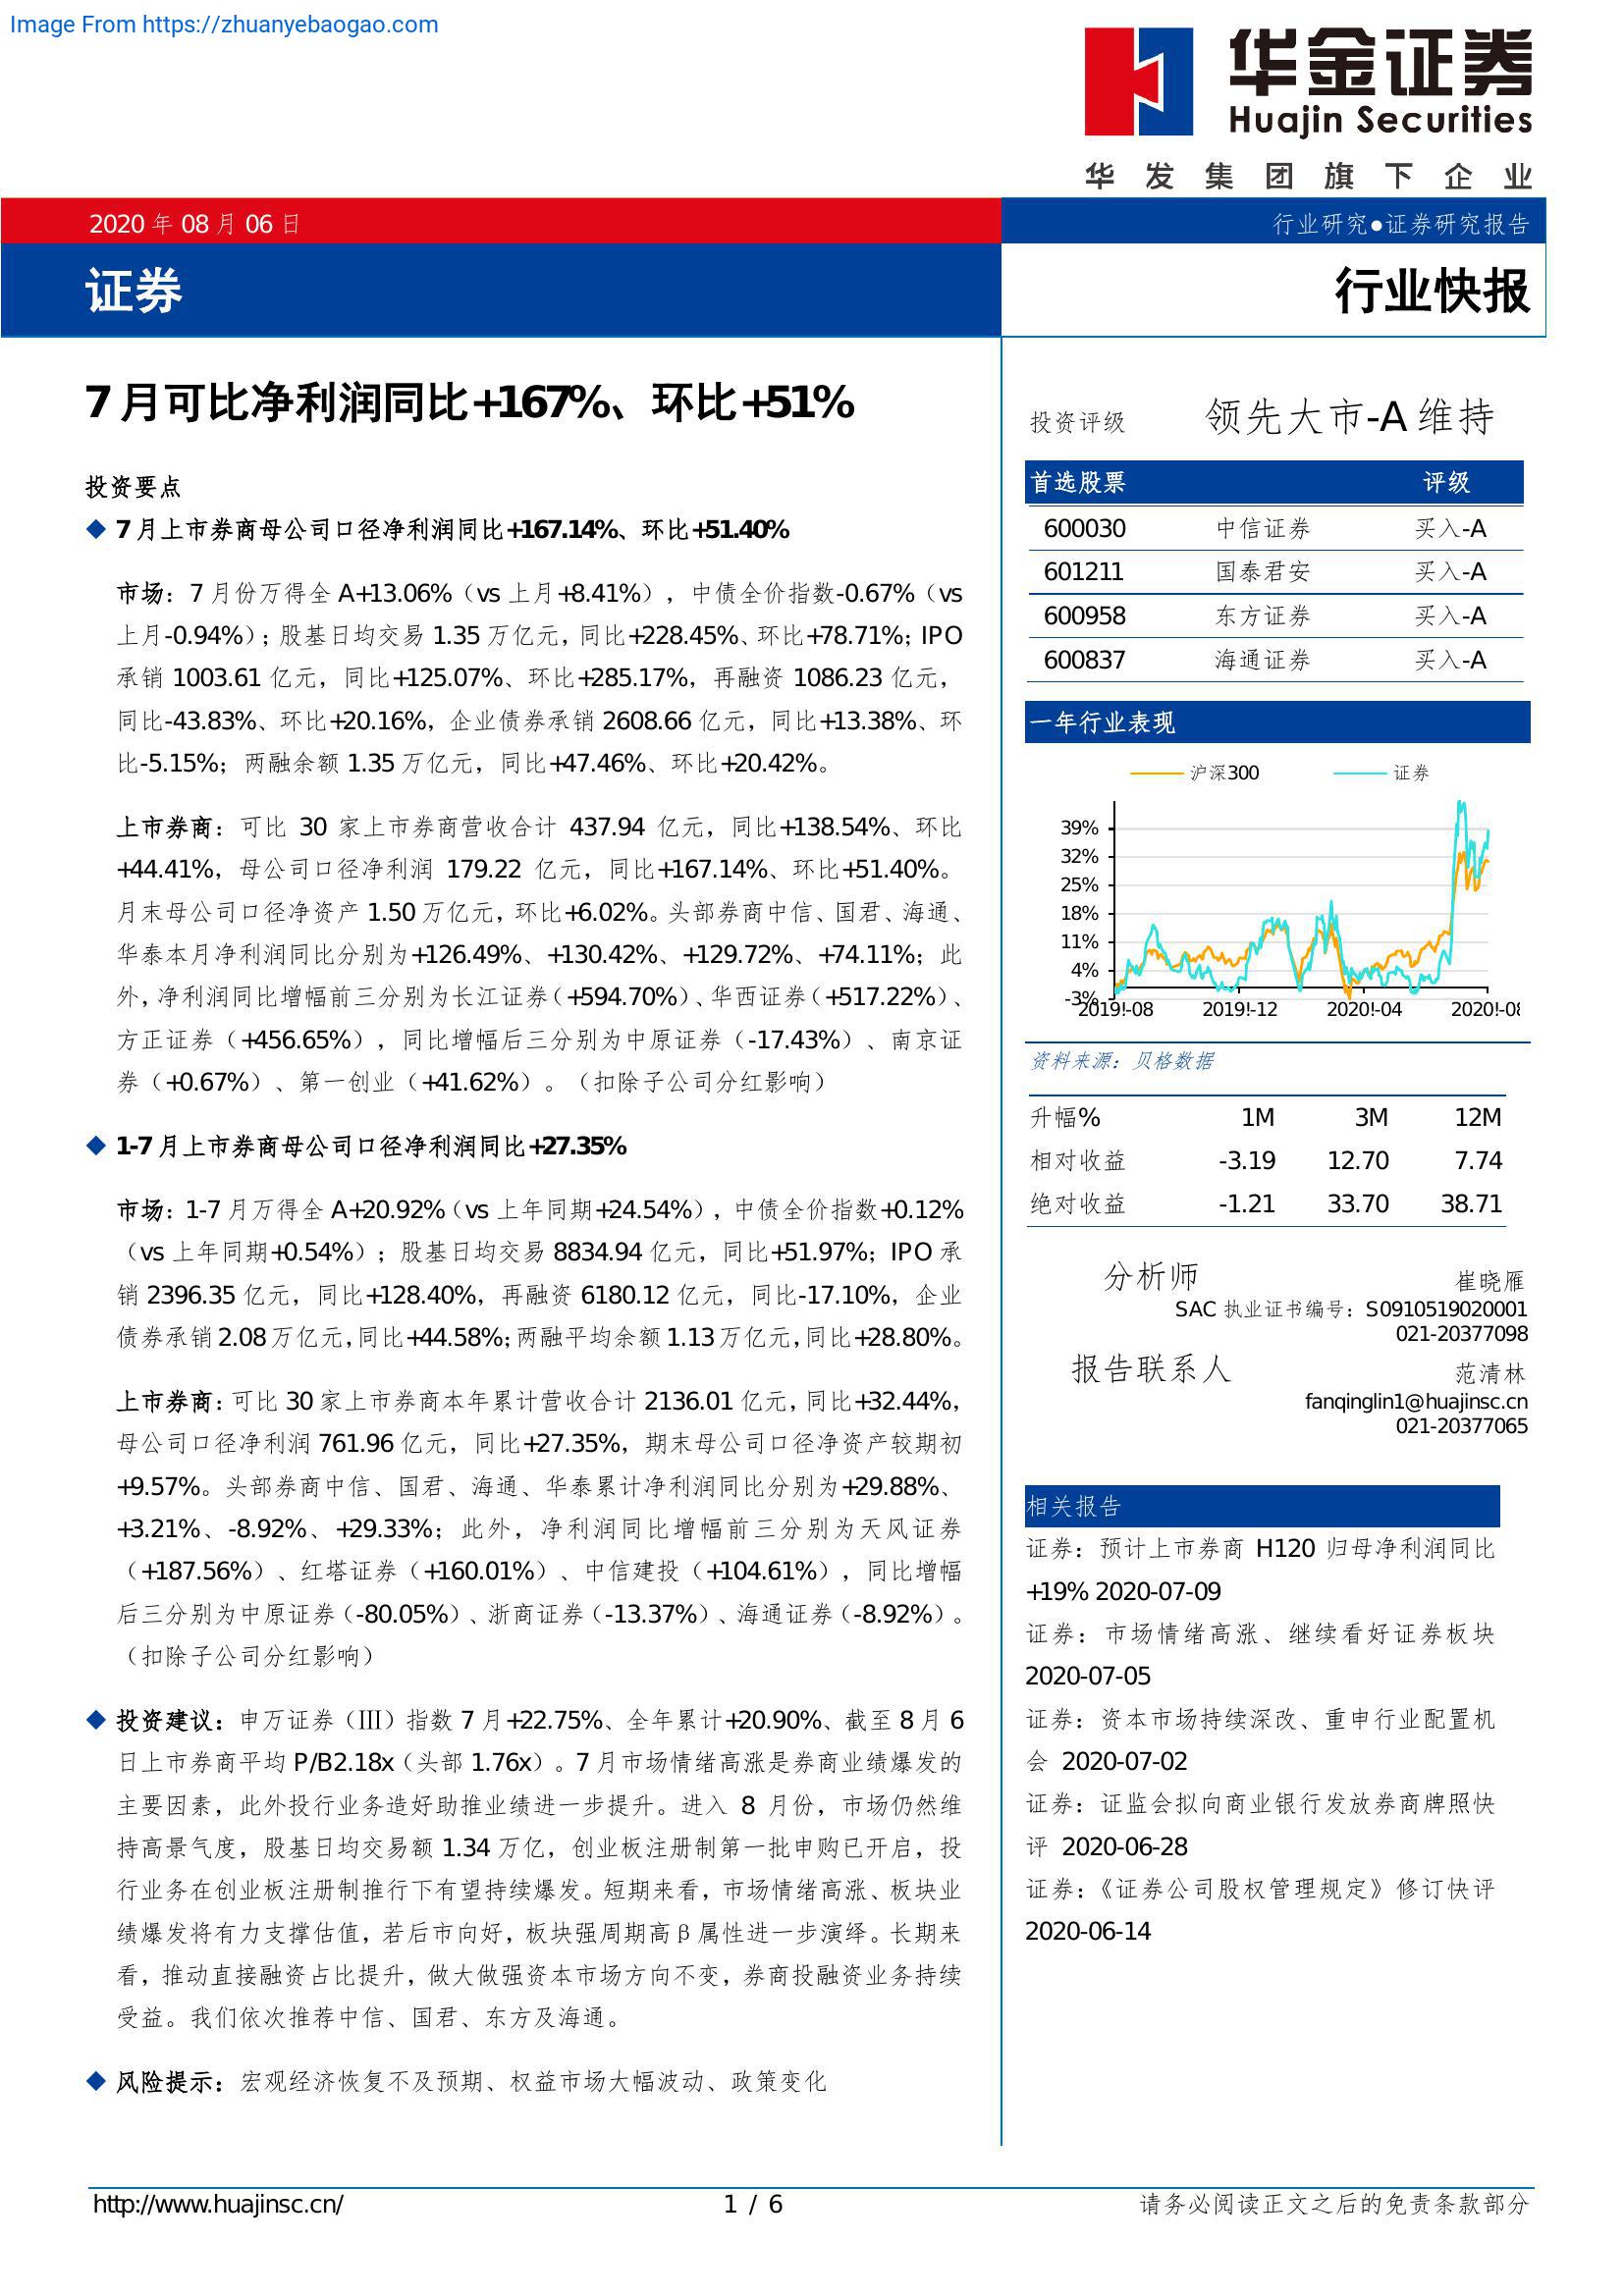 Image From https://zhuanyebaogao.com
华金证券
Huajin Securities
华发集团旗下企业
2020 年 08 月 06 日
行业研究●证券研究报告
证券
行业快报
7 月可比净利润同比+167%、环比+51%
投资要点
◆ 7 月上市券商母公司口径净利润同比+167.14%、环比+51.40%
市场：7 月份万得全 A+13.06%（vs 上月+8.41%），中债全价指数-0.67%（vs
上月-0.94%）；股基日均交易 1.35 万亿元，同比+228.45%、环比+78.71%；IPO
承销 1003.61 亿元，同比+125.07%、环比+285.17%，再融资 1086.23 亿元，
同比-43.83%、环比+20.16%，企业债券承销 2608.66 亿元，同比+13.38%、环
比-5.15%；两融余额 1.35 万亿元，同比+47.46%、环比+20.42%。
上市券商：可比 30 家上市券商营收合计 437.94 亿元，同比+138.54%、环比
+44.41%，母公司口径净利润 179.22 亿元，同比+167.14%、环比+51.40%。
月末母公司口径净资产 1.50 万亿元，环比+6.02%。头部券商中信、国君、海通、
华泰本月净利润同比分别为+126.49%、+130.42%、+129.72%、+74.11%；此
外，净利润同比增幅前三分别为长江证券（+594.70%）、华西证券（+517.22%）、
方正证券（+456.65%），同比增幅后三分别为中原证券（-17.43%）、南京证
券（+0.67%）、第一创业（+41.62%）。（扣除子公司分红影响）
◆ 1-7 月上市券商母公司口径净利润同比+27.35%
市场：1-7 月万得全 A+20.92%（vs 上年同期+24.54%），中债全价指数+0.12%
（vs 上年同期+0.54%）；股基日均交易 8834.94 亿元，同比+51.97%；IPO 承
销 2396.35 亿元，同比+128.40%，再融资 6180.12 亿元，同比-17.10%，企业
债券承销 2.08 万亿元，同比+44.58%；两融平均余额 1.13 万亿元，同比+28.80%。
上市券商：可比 30 家上市券商本年累计营收合计 2136.01 亿元，同比+32.44%，
母公司口径净利润 761.96 亿元，同比+27.35%，期末母公司口径净资产较期初
+9.57%。头部券商中信、国君、海通、华泰累计净利润同比分别为+29.88%、
+3.21%、-8.92%、+29.33%；此外，净利润同比增幅前三分别为天风证券
（+187.56%）、红塔证券（+160.01%）、中信建投（+104.61%），同比增幅
后三分别为中原证券（-80.05%）、浙商证券（-13.37%）、海通证券（-8.92%）。
（扣除子公司分红影响）
◆ 投资建议：申万证券（Ⅲ）指数 7 月+22.75%、全年累计+20.90%、截至 8 月 6
日上市券商平均 P/B2.18x（头部 1.76x）。7 月市场情绪高涨是券商业绩爆发的
主要因素，此外投行业务造好助推业绩进一步提升。进入 8 月份，市场仍然维
持高景气度，股基日均交易额 1.34 万亿，创业板注册制第一批申购已开启，投
行业务在创业板注册制推行下有望持续爆发。短期来看，市场情绪高涨、板块业
绩爆发将有力支撑估值，若后市向好，板块强周期高β属性进一步演绎。长期来
看，推动直接融资占比提升，做大做强资本市场方向不变，券商投融资业务持续
受益。我们依次推荐中信、国君、东方及海通。
◆ 风险提示：宏观经济恢复不及预期、权益市场大幅波动、政策变化
投资评级 领先大市-A 维持
首选股票 评级
600030 中信证券 买入-A
601211 国泰君安 买入-A
600958 东方证券 买入-A
600837 海通证券 买入-A
一年行业表现
沪深300 证券
39%
32%
25%
18%
11%
4%
-3%
2019!-08 2019!-12 2020!-04 2020!-08
资料来源：贝格数据
升幅% 1M 3M 12M
相对收益 -3.19 12.70 7.74
绝对收益 -1.21 33.70 38.71
分析师 崔晓雁
SAC 执业证书编号：S0910519020001
021-20377098
报告联系人 范清林
fanqinglin1@huajinsc.cn
021-20377065
相关报告
证券：预计上市券商 H120 归母净利润同比
+19% 2020-07-09
证券：市场情绪高涨、继续看好证券板块
2020-07-05
证券：资本市场持续深改、重申行业配置机
会 2020-07-02
证券：证监会拟向商业银行发放券商牌照快
评 2020-06-28
证券：《证券公司股权管理规定》修订快评
2020-06-14
http://www.huajinsc.cn/ 1 / 6 请务必阅读正文之后的免责条款部分